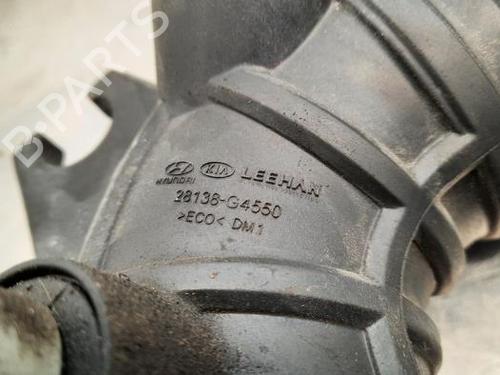 HYUNDAI KIA LEEHAN
28138-G4550
>ECO< DM1
B-PARTS